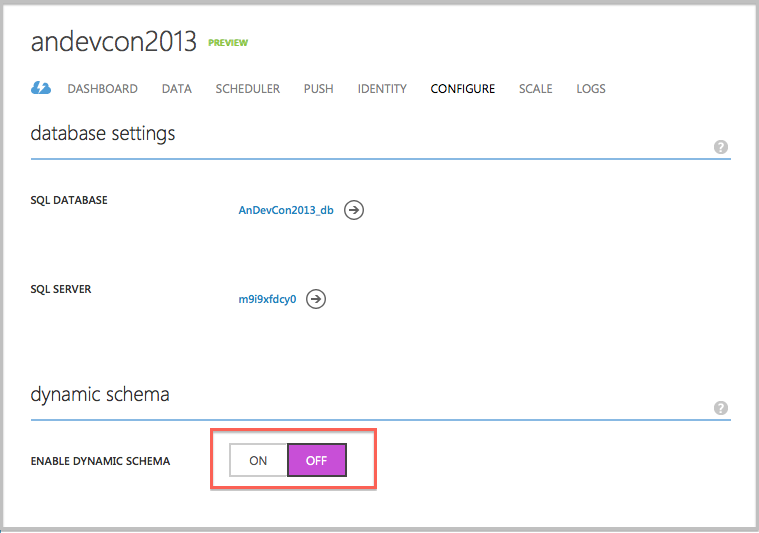 andevcon2013 PREVIEW
DASHBOARD DATA SCHEDULER PUSH IDENTITY CONFIGURE SCALE LOGS
database settings ?
SQL DATABASE AnDevCon2013_db
SQL SERVER m9i9xfdcy0
dynamic schema ?
ENABLE DYNAMIC SCHEMA ON OFF